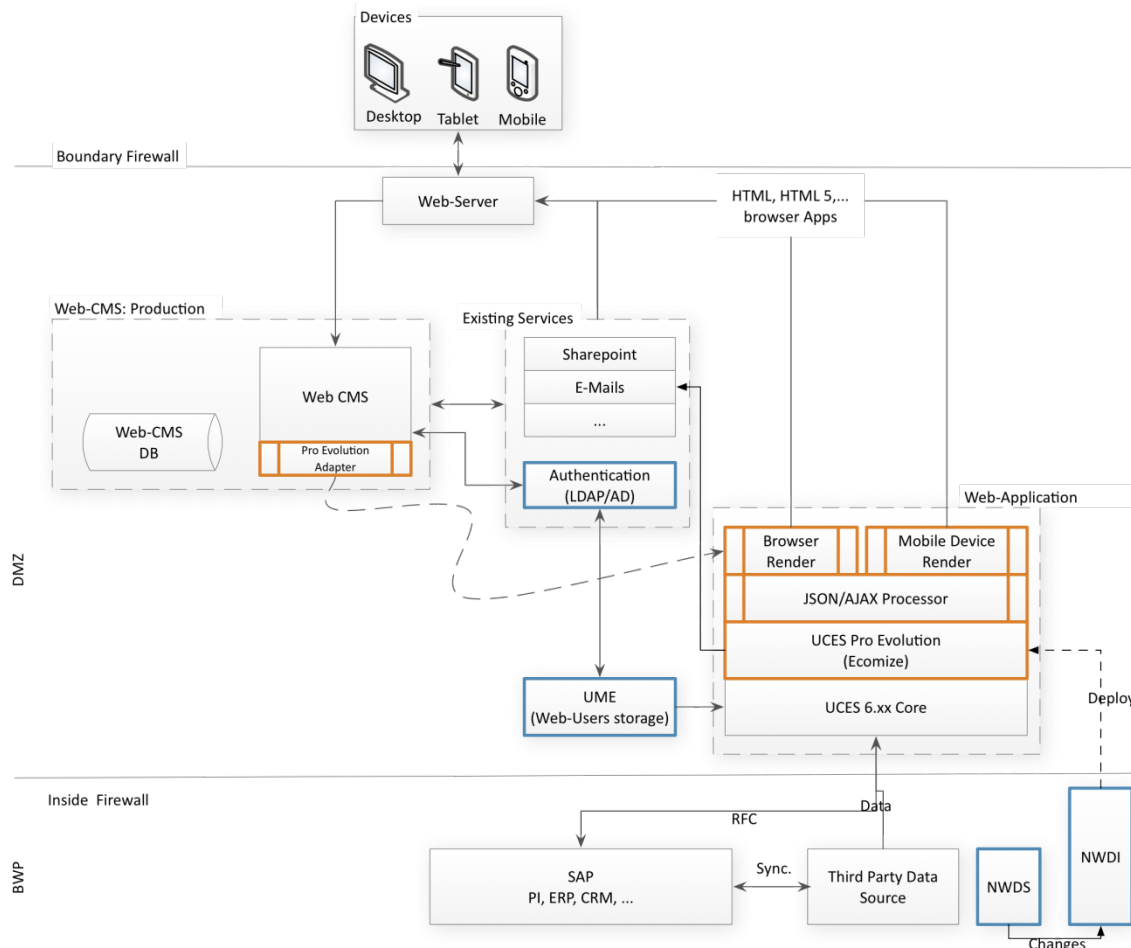 Devices
Desktop
Tablet
Mobile
Boundary Firewall
Web-Server
HTML, HTML 5,...
browser Apps
Web-CMS: Production
Existing Services
Sharepoint
E-Mails
...
Web CMS
Web-CMS
DB
Pro Evolution
Adapter
Authentication
(LDAP/AD)
Web-Application
Browser
Render
Mobile Device
Render
DMZ
JSON/AJAX Processor
UCES Pro Evolution
(Ecomize)
UME
(Web-Users storage)
UCES 6.xx Core
Deploy
Inside Firewall
Data
RFC
BWP
SAP
PI, ERP, CRM, ...
Sync.
Third Party Data
Source
NWDS
NWDI
Changes